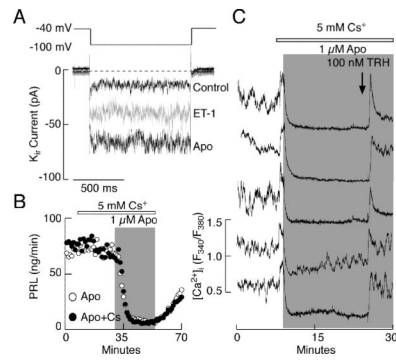 A
-40 mV
-100 mV
0
-50
-100
K_ir Current (pA)
Control
ET-1
Apo
500 ms
B
5 mM Cs⁺
1 µM Apo
100
50
0
PRL (ng/min)
Apo
Apo+Cs
0
35
70
Minutes
C
5 mM Cs⁺
1 µM Apo
100 nM TRH
1.5
1.0
0.5
[Ca²⁺]ᵢ (F₃₄₀/F₃₈₀)
0
15
30
Minutes